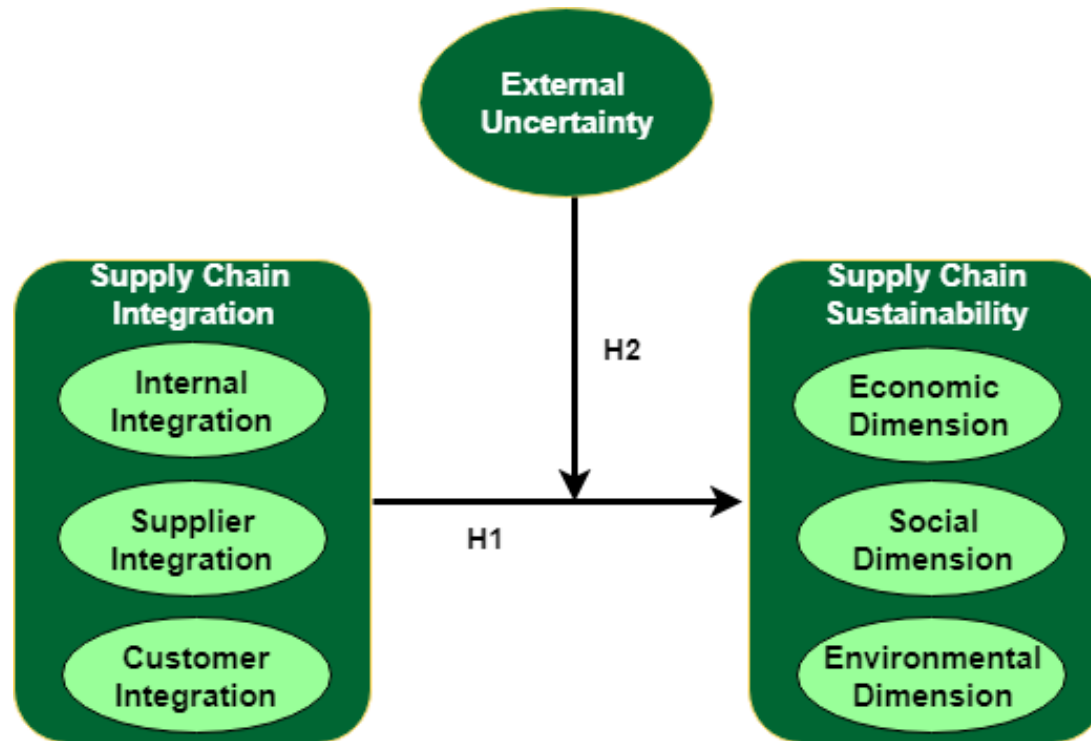 External
Uncertainty
Supply Chain
Integration
Internal
Integration
Supplier
Integration
Customer
Integration
H1
H2
Supply Chain
Sustainability
Economic
Dimension
Social
Dimension
Environmental
Dimension